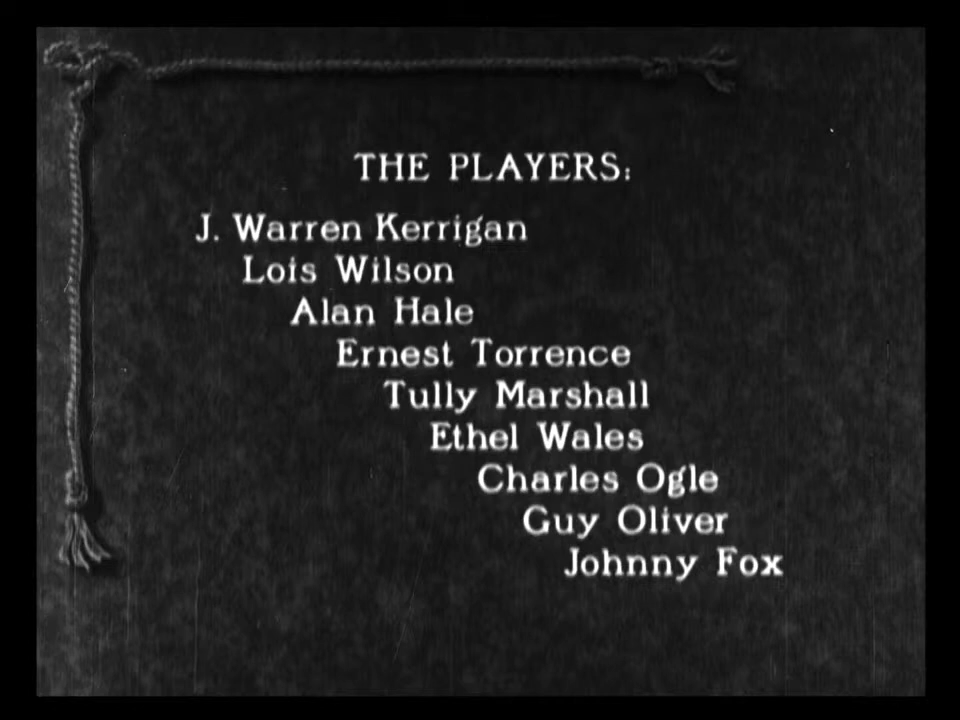 THE PLAYERS:
J. Warren Kerrigan
Lois Wilson
Alan Hale
Ernest Torrence
Tully Marshall
Ethel Wales
Charles Ogle
Guy Oliver
Johnny Fox